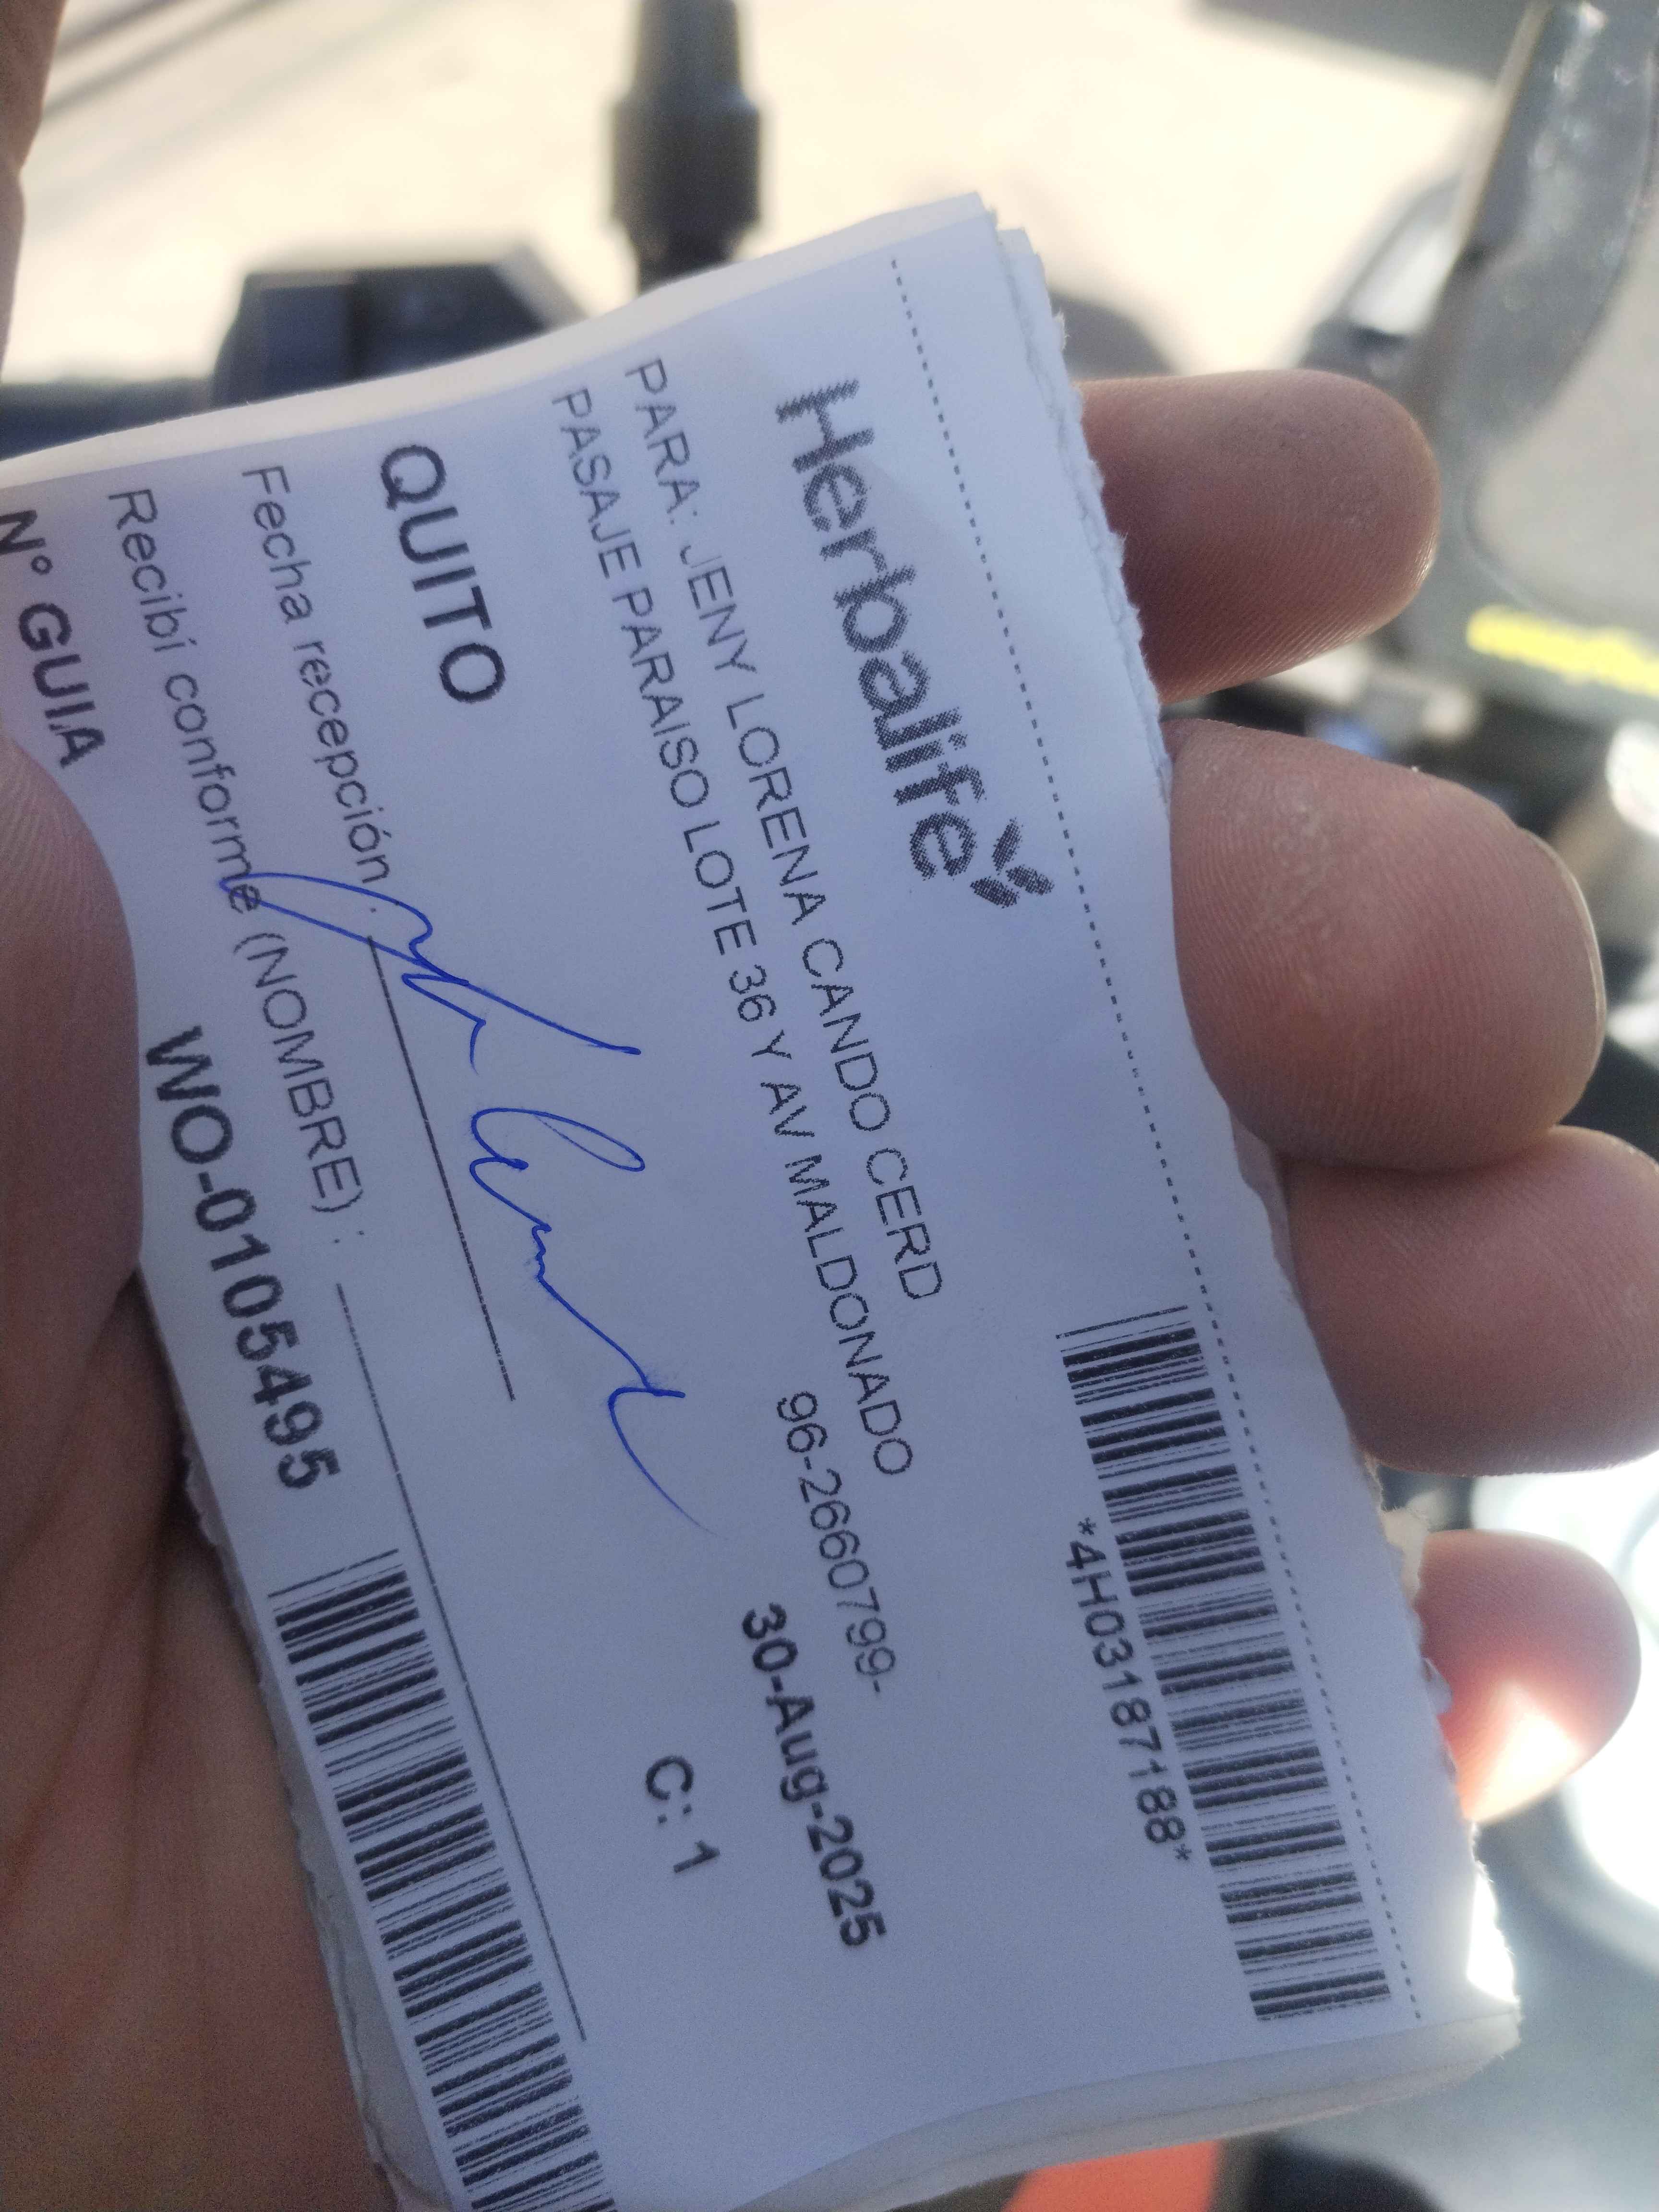 Herbalife
*4H03187188*
PARA: JENY LORENA CANDO CERD
PASAJE PARAISO LOTE 36 Y AV MALDONADO
96-2660799-
30-Aug-2025
QUITO
C: 1
Fecha recepción
Recibí conforme (NOMBRE) :
Nº GUIA
WO-0105495